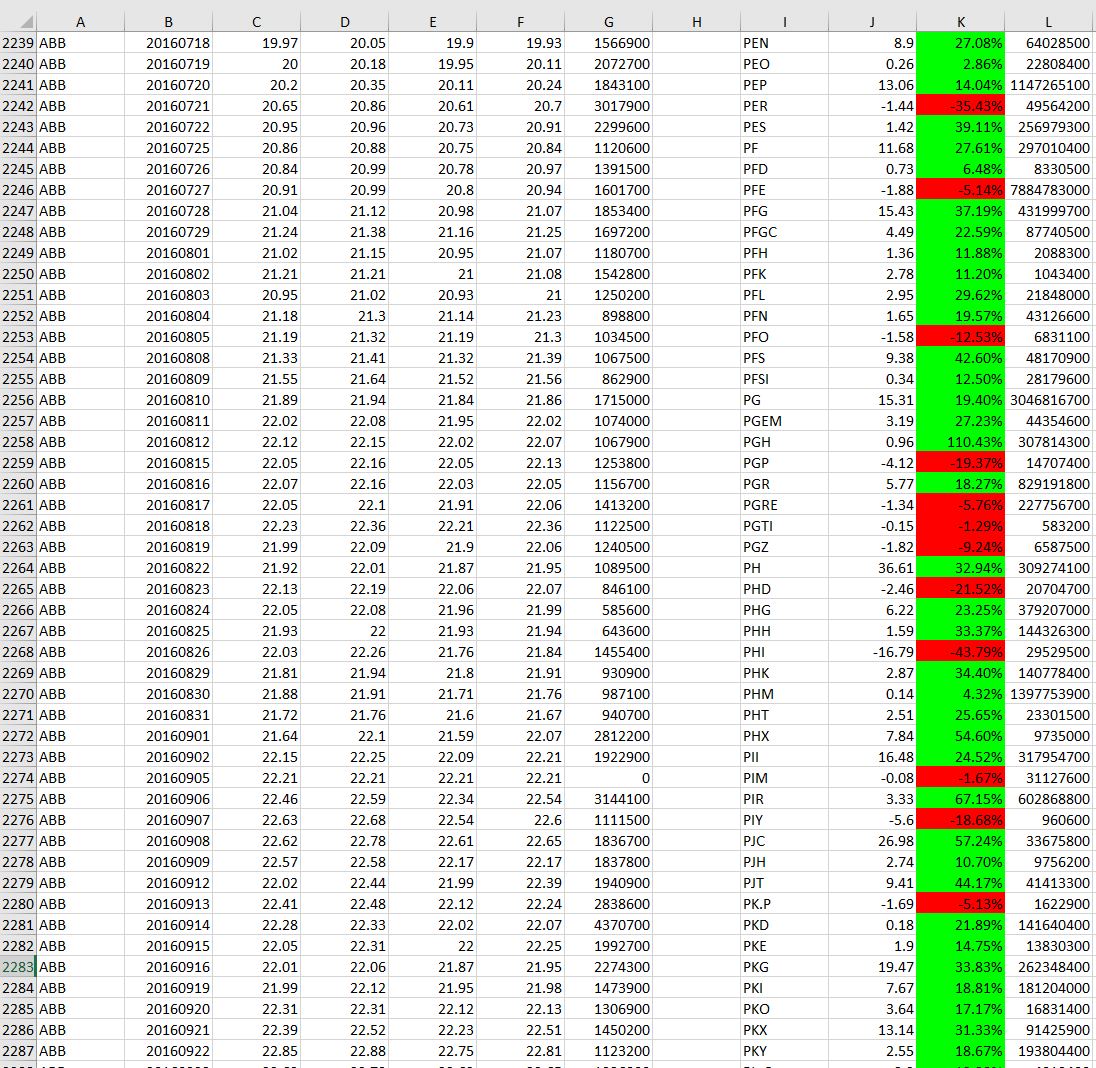 A B C D E F G H I J K L
2239 ABB 20160718 19.97 20.05 19.9 19.93 1566900 PEN 8.9 27.08% 64028500
2240 ABB 20160719 20 20.18 19.95 20.11 2072700 PEO 0.26 2.86% 22808400
2241 ABB 20160720 20.2 20.35 20.11 20.24 1843100 PEP 13.06 14.04% 1147265100
2242 ABB 20160721 20.65 20.86 20.61 20.7 3017900 PER -1.44 -35.43% 49564200
2243 ABB 20160722 20.95 20.96 20.73 20.91 2299600 PES 1.42 39.11% 256979300
2244 ABB 20160725 20.86 20.88 20.75 20.84 1120600 PF 11.68 27.61% 297010400
2245 ABB 20160726 20.84 20.99 20.78 20.97 1391500 PFD 0.73 6.48% 8330500
2246 ABB 20160727 20.91 20.99 20.8 20.94 1601700 PFE -1.88 -5.14% 7884783000
2247 ABB 20160728 21.04 21.12 20.98 21.07 1853400 PFG 15.43 37.19% 431999700
2248 ABB 20160729 21.24 21.38 21.16 21.25 1697200 PFGC 4.49 22.59% 87740500
2249 ABB 20160801 21.02 21.15 20.95 21.07 1180700 PFH 1.36 11.88% 2088300
2250 ABB 20160802 21.21 21.21 21 21.08 1542800 PFK 2.78 11.20% 1043400
2251 ABB 20160803 20.95 21.02 20.93 21 1250200 PFL 2.95 29.62% 21848000
2252 ABB 20160804 21.18 21.3 21.14 21.23 898800 PFN 1.65 19.57% 43126600
2253 ABB 20160805 21.19 21.32 21.19 21.3 1034500 PFO -1.58 -12.53% 6831100
2254 ABB 20160808 21.33 21.41 21.32 21.39 1067500 PFS 9.38 42.60% 48170900
2255 ABB 20160809 21.55 21.64 21.52 21.56 862900 PFSI 0.34 12.50% 28179600
2256 ABB 20160810 21.89 21.94 21.84 21.86 1715000 PG 15.31 19.40% 3046816700
2257 ABB 20160811 22.02 22.08 21.95 22.02 1074000 PGEM 3.19 27.23% 44354600
2258 ABB 20160812 22.12 22.15 22.02 22.07 1067900 PGH 0.96 110.43% 307814300
2259 ABB 20160815 22.05 22.16 22.05 22.13 1253800 PGP -4.12 -19.37% 14707400
2260 ABB 20160816 22.07 22.16 22.03 22.05 1156700 PGR 5.77 18.27% 829191800
2261 ABB 20160817 22.05 22.1 21.91 22.06 1413200 PGRE -1.34 -5.76% 227756700
2262 ABB 20160818 22.23 22.36 22.21 22.36 1122500 PGTI -0.15 -1.29% 583200
2263 ABB 20160819 21.99 22.09 21.9 22.06 1240500 PGZ -1.82 -9.24% 6587500
2264 ABB 20160822 21.92 22.01 21.87 21.95 1089500 PH 36.61 32.94% 309274100
2265 ABB 20160823 22.13 22.19 22.06 22.07 846100 PHD -2.46 -21.52% 20704700
2266 ABB 20160824 22.05 22.08 21.96 21.99 585600 PHG 6.22 23.25% 379207000
2267 ABB 20160825 21.93 22 21.93 21.94 643600 PHH 1.59 33.37% 144326300
2268 ABB 20160826 22.03 22.26 21.76 21.84 1455400 PHI -16.79 -43.79% 29529500
2269 ABB 20160829 21.81 21.94 21.8 21.91 930900 PHK 2.87 34.40% 140778400
2270 ABB 20160830 21.88 21.91 21.71 21.76 987100 PHM 0.14 4.32% 1397753900
2271 ABB 20160831 21.72 21.76 21.6 21.67 940700 PHT 2.51 25.65% 23301500
2272 ABB 20160901 21.64 22.1 21.59 22.07 2812200 PHX 7.84 54.60% 9735000
2273 ABB 20160902 22.15 22.25 22.09 22.21 1922900 PII 16.48 24.52% 317954700
2274 ABB 20160905 22.21 22.21 22.21 22.21 0 PIM -0.08 -1.67% 31127600
2275 ABB 20160906 22.46 22.59 22.34 22.54 3144100 PIR 3.33 67.15% 602868800
2276 ABB 20160907 22.63 22.68 22.54 22.6 1111500 PIY -5.6 -18.68% 960600
2277 ABB 20160908 22.62 22.78 22.61 22.65 1836700 PJC 26.98 57.24% 33675800
2278 ABB 20160909 22.57 22.58 22.17 22.17 1837800 PJH 2.74 10.70% 9756200
2279 ABB 20160912 22.02 22.44 21.99 22.39 1940900 PJT 9.41 44.17% 41413300
2280 ABB 20160913 22.41 22.48 22.12 22.24 2838600 PK.P -1.69 -5.13% 1622900
2281 ABB 20160914 22.28 22.33 22.02 22.07 4370700 PKD 0.18 21.89% 141640400
2282 ABB 20160915 22.05 22.31 22 22.25 1992700 PKE 1.9 14.75% 13830300
2283 ABB 20160916 22.01 22.06 21.87 21.95 2274300 PKG 19.47 33.83% 262348400
2284 ABB 20160919 21.99 22.12 21.95 21.98 1473900 PKI 7.67 18.81% 181204000
2285 ABB 20160920 22.31 22.31 22.12 22.13 1306900 PKO 3.64 17.17% 16831400
2286 ABB 20160921 22.39 22.52 22.23 22.51 1450200 PKX 13.14 31.33% 91425900
2287 ABB 20160922 22.85 22.88 22.75 22.81 1123200 PKY 2.55 18.67% 193804400